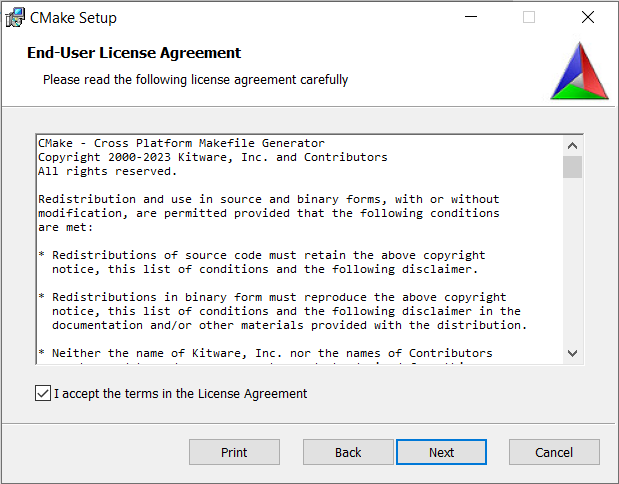 CMake Setup
End-User License Agreement
Please read the following license agreement carefully
CMake - Cross Platform Makefile Generator
Copyright 2000-2023 Kitware, Inc. and Contributors
All rights reserved.
Redistribution and use in source and binary forms, with or without
modification, are permitted provided that the following conditions
are met:
* Redistributions of source code must retain the above copyright
notice, this list of conditions and the following disclaimer.
* Redistributions in binary form must reproduce the above copyright
notice, this list of conditions and the following disclaimer in the
documentation and/or other materials provided with the distribution.
* Neither the name of Kitware, Inc. nor the names of Contributors
I accept the terms in the License Agreement
Print
Back
Next
Cancel